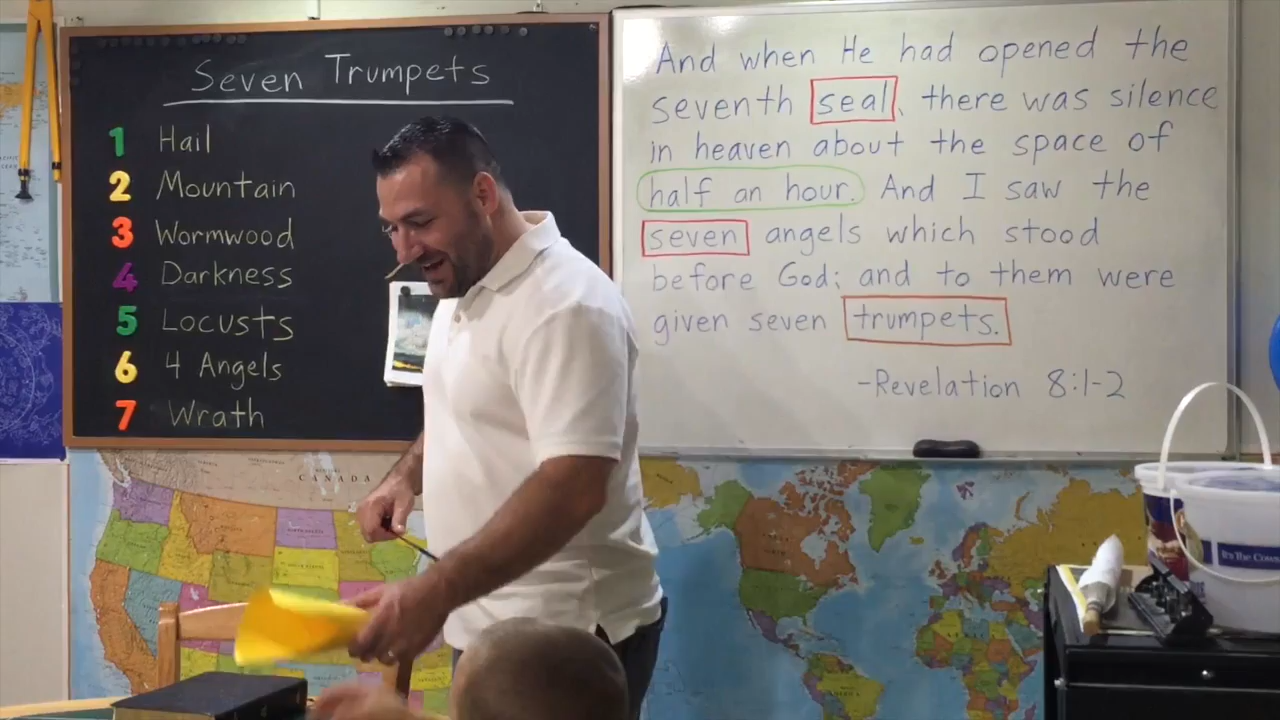 Seven Trumpets
1 Hail
2 Mountain
3 Wormwood
4 Darkness
5 Locusts
6 4 Angels
7 Wrath
And when He had opened the
seventh seal, there was silence
in heaven about the space of
half an hour. And I saw the
seven angels which stood
before God; and to them were
given seven trumpets.
-Revelation 8:1-2
CANADA
It's The Cows